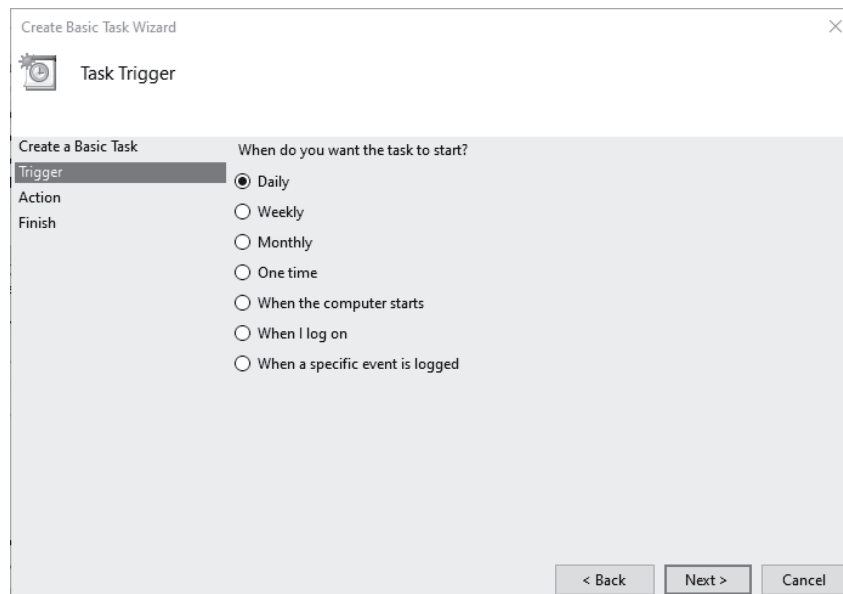 Create Basic Task Wizard
Task Trigger
Create a Basic Task
Trigger
Action
Finish
When do you want the task to start?
Daily
Weekly
Monthly
One time
When the computer starts
When I log on
When a specific event is logged
< Back
Next >
Cancel